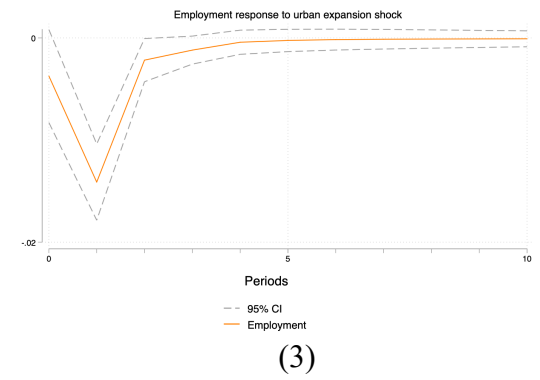 Employment response to urban expansion shock
0
-.02
0
5
10
Periods
95% CI
Employment
(3)